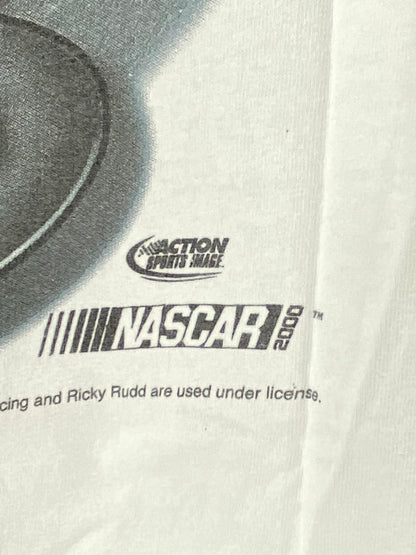 ACTION
SPORTS IMAGE
NASCAR 2000 ™
cing and Ricky Rudd are used under license.